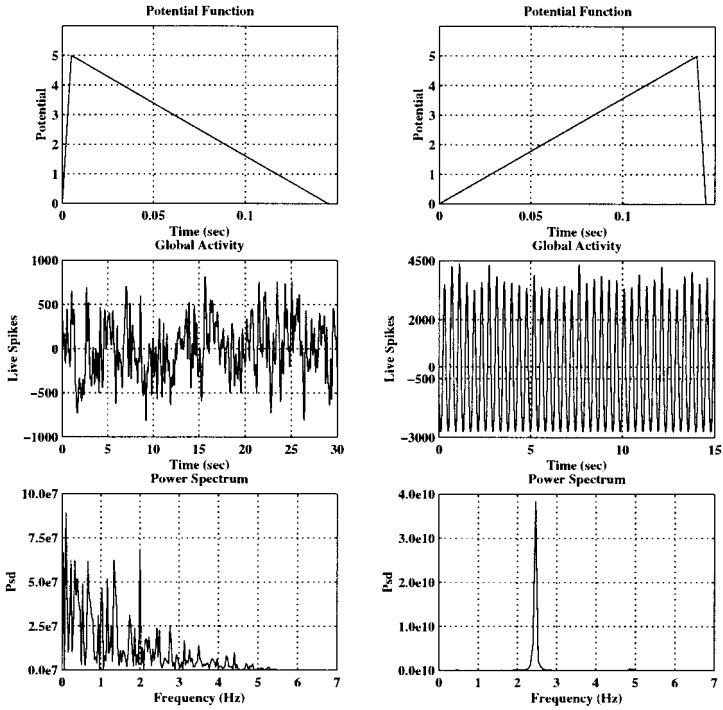 Potential Function
Potential
5
4
3
2
1
0
0
0.05
0.1
Time (sec)
Potential Function
Potential
5
4
3
2
1
0
0
0.05
0.1
Time (sec)
Global Activity
Live Spikes
1000
500
0
−500
−1000
0
5
10
15
20
25
30
Time (sec)
Global Activity
Live Spikes
4500
2000
0
−500
−3000
0
5
10
15
Time (sec)
Power Spectrum
Psd
10.0e7
7.5e7
5.0e7
2.5e7
0.0e7
0
1
2
3
4
5
6
7
Frequency (Hz)
Power Spectrum
Psd
4.0e10
3.0e10
2.0e10
1.0e10
0.0e10
0
1
2
3
4
5
6
7
Frequency (Hz)